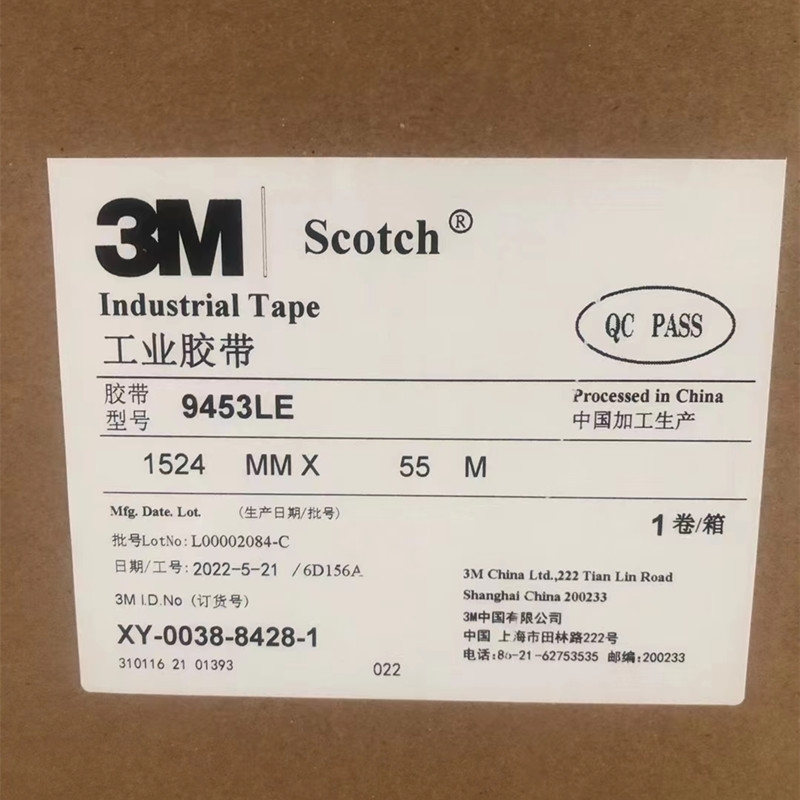 3M Scotch®
Industrial Tape
工业胶带
QC PASS
胶带型号 9453LE
Processed in China
中国加工生产
1524 MM X 55 M
Mfg. Date. Lot. (生产日期/批号)
1 卷/箱
批号LotNo: L00002084-C
日期/工号: 2022-5-21 /6D156A
3M I.D.No (订货号)
XY-0038-8428-1
310116 21 01393
022
3M China Ltd.,222 Tian Lin Road
Shanghai China 200233
3M中国有限公司
中国 上海市田林路222号
电话:86-21-62753535 邮编:200233